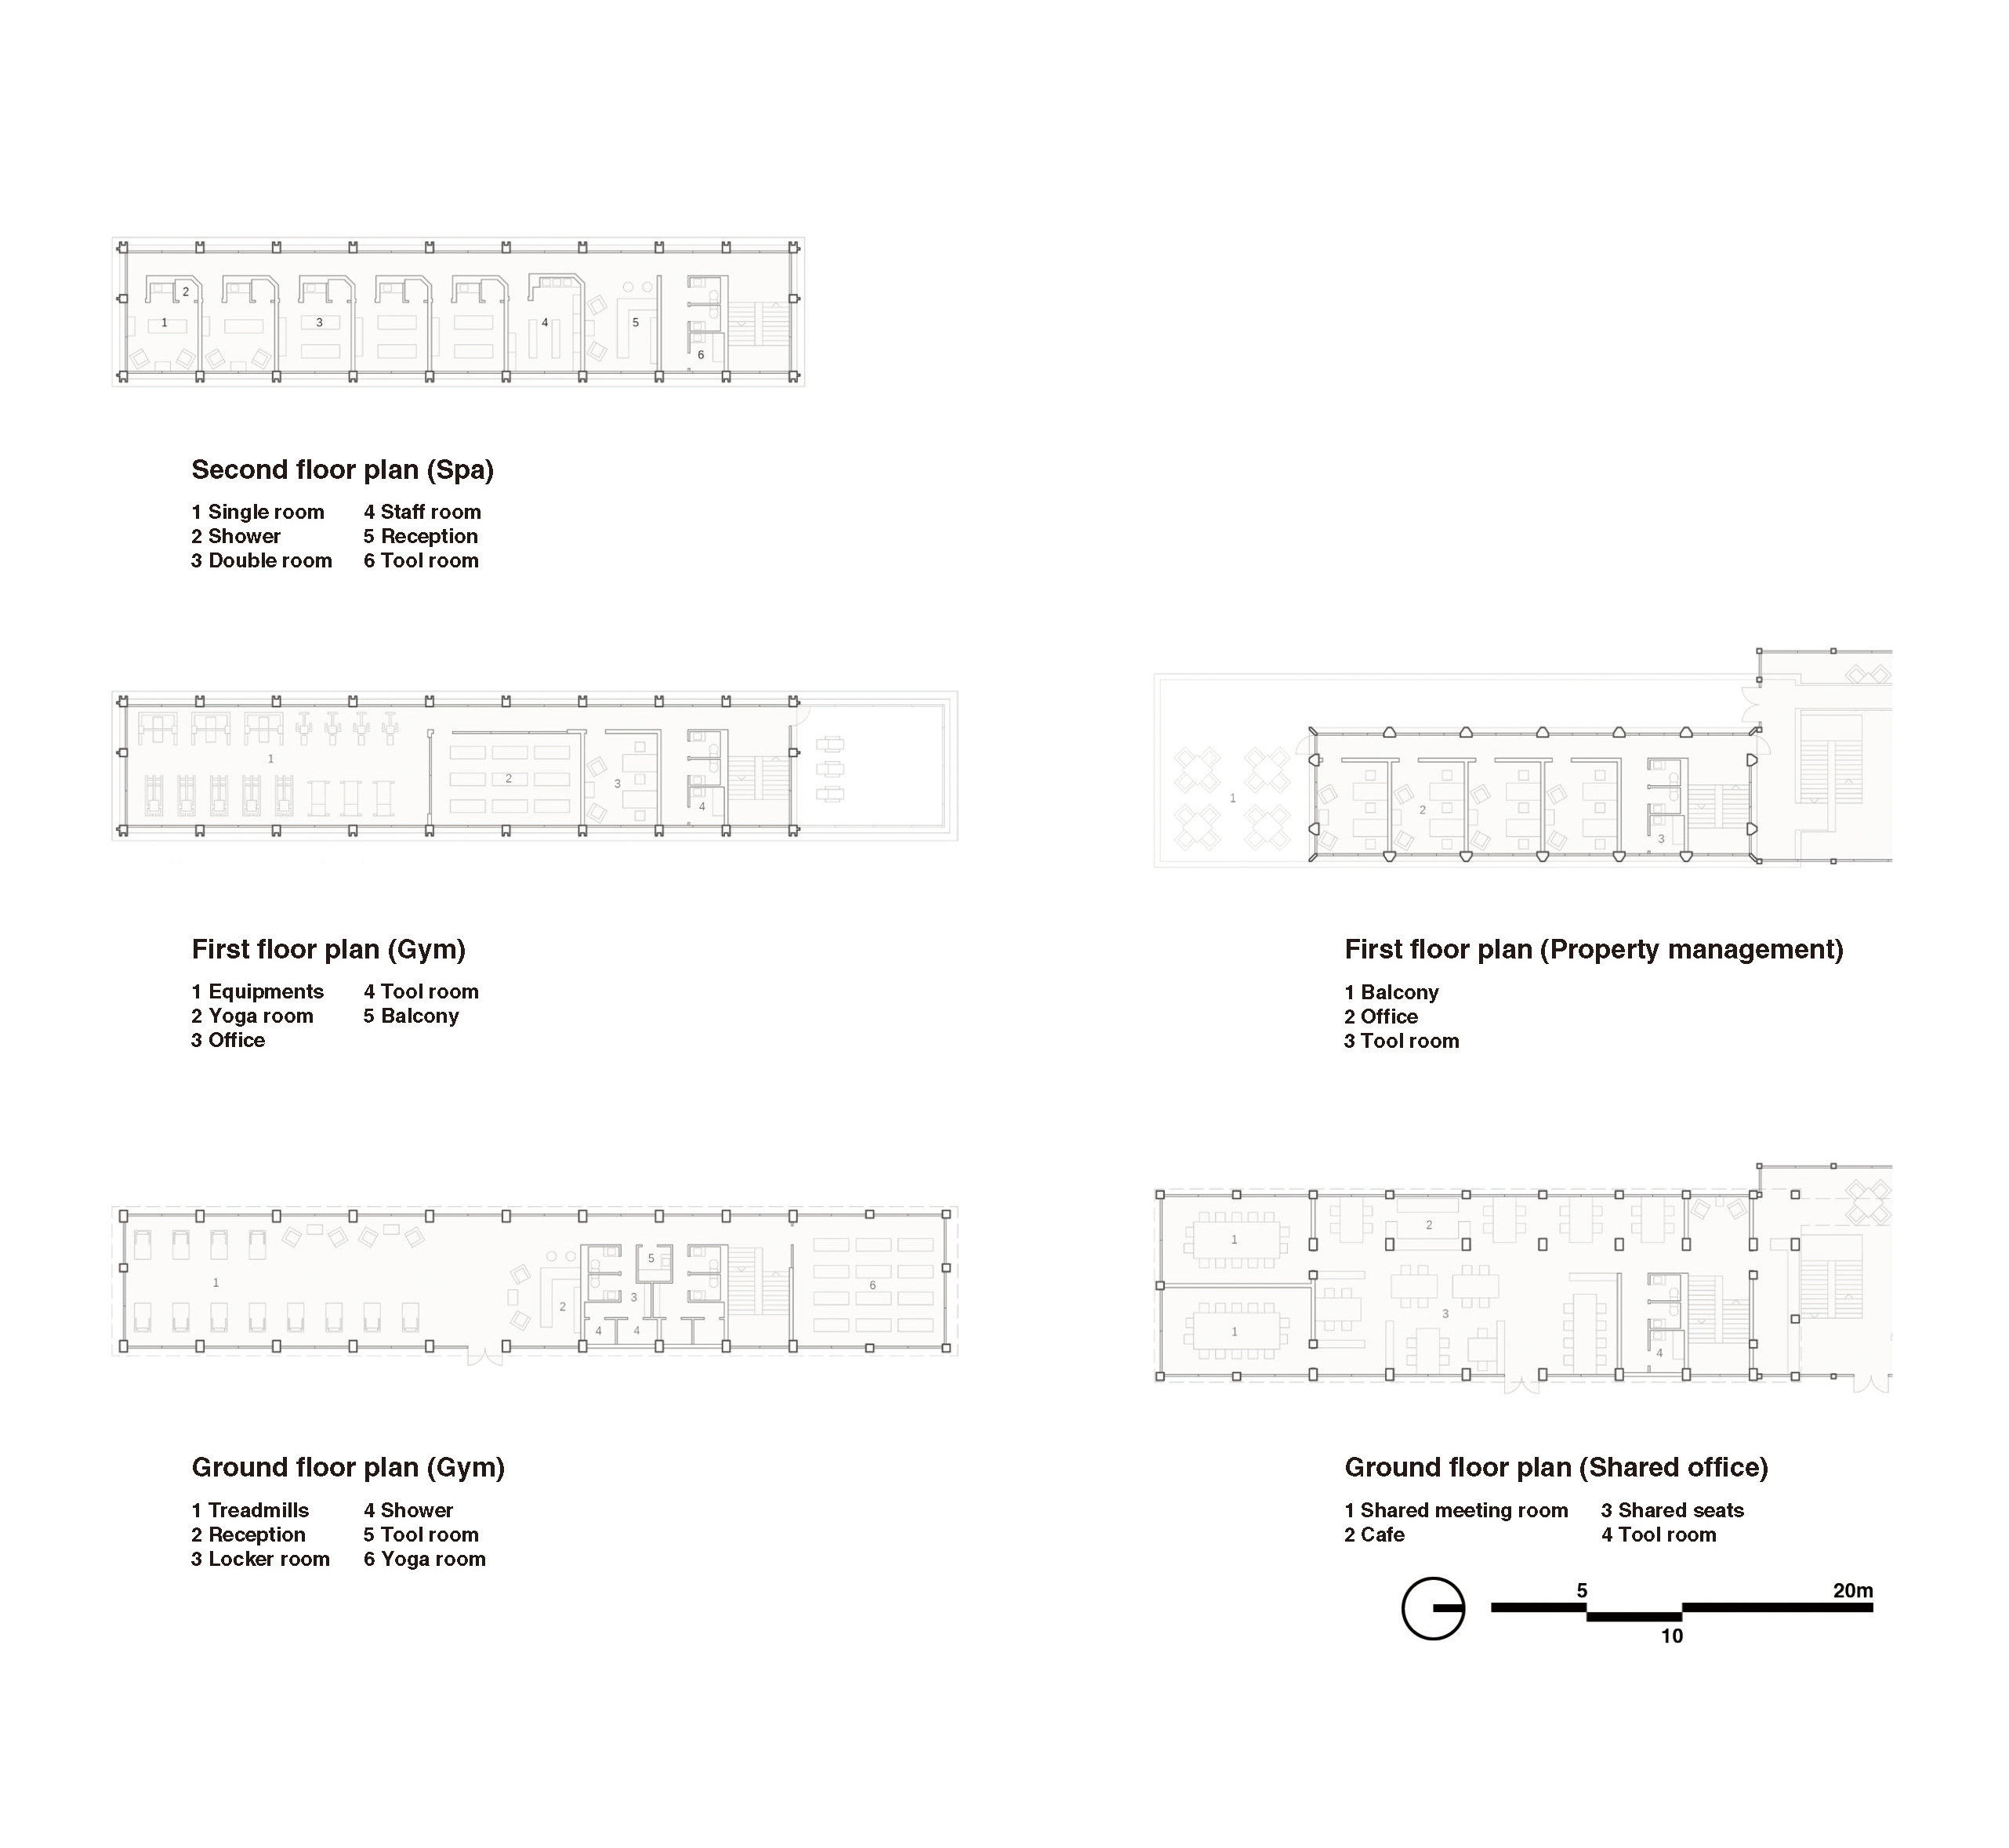 2
1
3
4
5
6
Second floor plan (Spa)
1 Single room
2 Shower
3 Double room
4 Staff room
5 Reception
6 Tool room
1
2
3
4
First floor plan (Gym)
1 Equipments
2 Yoga room
3 Office
4 Tool room
5 Balcony
1
2
3
First floor plan (Property management)
1 Balcony
2 Office
3 Tool room
1
2
3
4
4
5
6
Ground floor plan (Gym)
1 Treadmills
2 Reception
3 Locker room
4 Shower
5 Tool room
6 Yoga room
1
2
1
3
4
Ground floor plan (Shared office)
1 Shared meeting room
2 Cafe
3 Shared seats
4 Tool room
5
20m
10